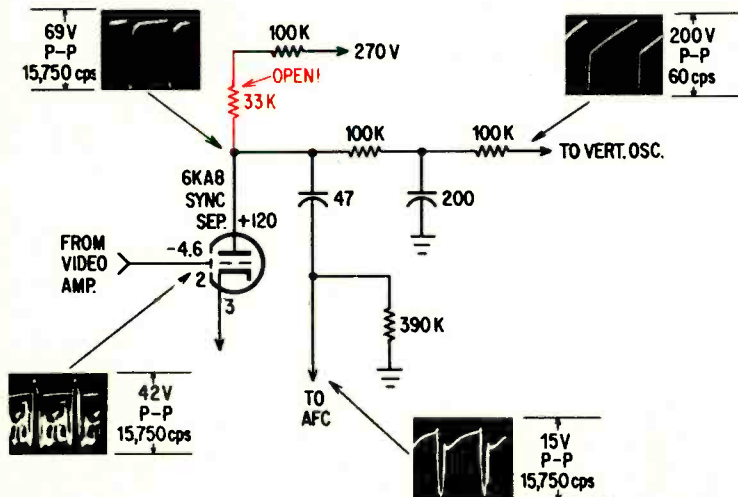 69V
P-P
15,750 cps
100K
270 V
OPEN!
33K
200V
P-P
60 cps
100K
100K
TO VERT. OSC.
6KA8
SYNC
SEP.
+120
47
200
FROM
VIDEO
AMP.
-4.6
2
3
390K
42V
P-P
15,750 cps
TO
AFC
15V
P-P
15,750 cps